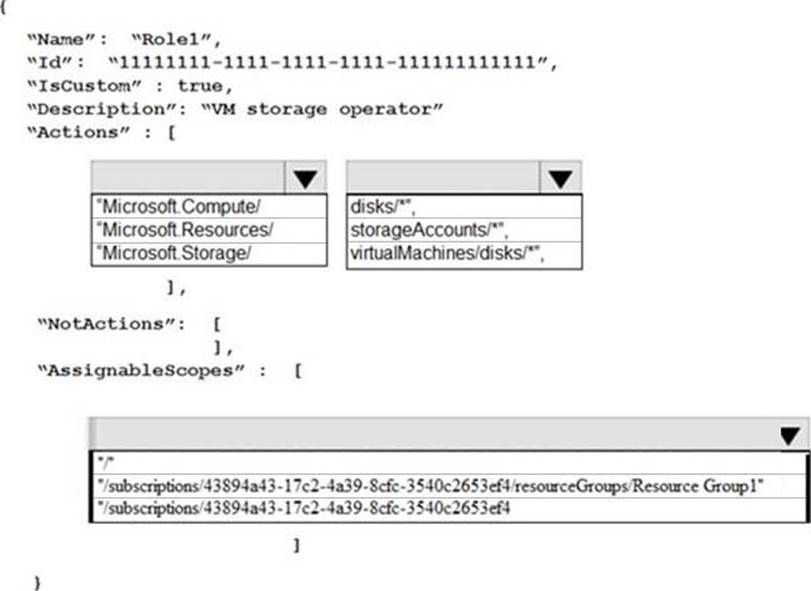 {
“Name”: “Role1”,
“Id”: “11111111-1111-1111-1111-111111111111”,
“IsCustom” : true,
“Description”: “VM storage operator”
“Actions” : [
"Microsoft.Compute/
"Microsoft.Resources/
"Microsoft.Storage/
disks/*",
storageAccounts/*",
virtualMachines/disks/*",
],
“NotActions”: [
],
“AssignableScopes” : [
"/"
"/subscriptions/43894a43-17c2-4a39-8cfc-3540c2653ef4/resourceGroups/Resource Group1"
"/subscriptions/43894a43-17c2-4a39-8cfc-3540c2653ef4
]
}